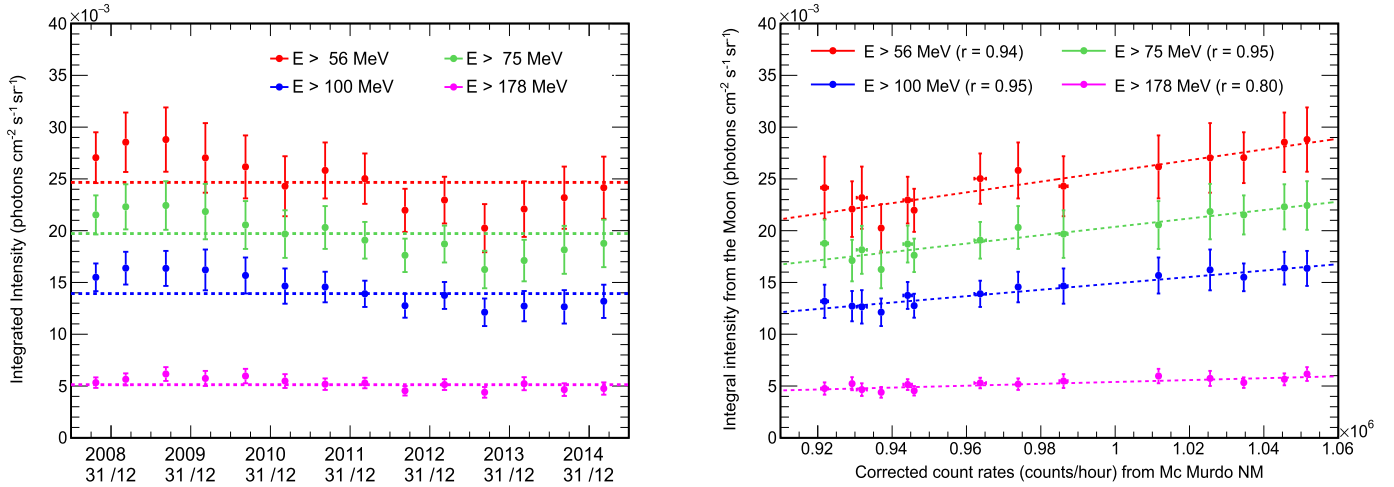 ×10⁻³
40
35
30
25
20
15
10
5
0
Integrated Intensity (photons cm⁻² s⁻¹ sr⁻¹)
E > 56 MeV
E > 75 MeV
E > 100 MeV
E > 178 MeV
2008 2009 2010 2011 2012 2013 2014
31 /12 31 /12 31 /12 31 /12 31 /12 31 /12 31 /12
×10⁻³
40
35
30
25
20
15
10
5
0
Integral intensity from the Moon (photons cm⁻² s⁻¹ sr⁻¹)
E > 56 MeV (r = 0.94)
E > 75 MeV (r = 0.95)
E > 100 MeV (r = 0.95)
E > 178 MeV (r = 0.80)
×10⁶
0.92 0.94 0.96 0.98 1 1.02 1.04 1.06
Corrected count rates (counts/hour) from Mc Murdo NM